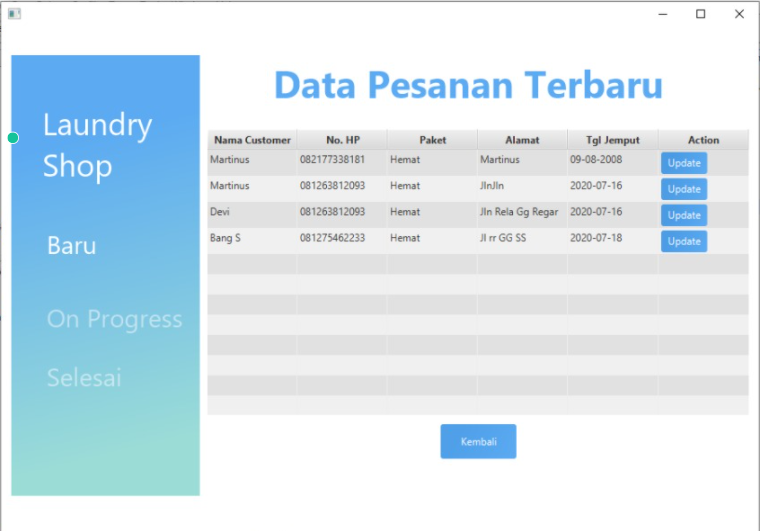 Data Pesanan Terbaru
Laundry
Shop
Baru
On Progress
Selesai
Nama Customer No. HP Paket Alamat Tgl Jemput Action
Martinus 082177338181 Hemat Martinus 09-08-2008 Update
Martinus 081263812093 Hemat JlnJln 2020-07-16 Update
Devi 081263812093 Hemat Jln Rela Gg Regar 2020-07-16 Update
Bang S 081275462233 Hemat Jl rr GG SS 2020-07-18 Update
Kembali